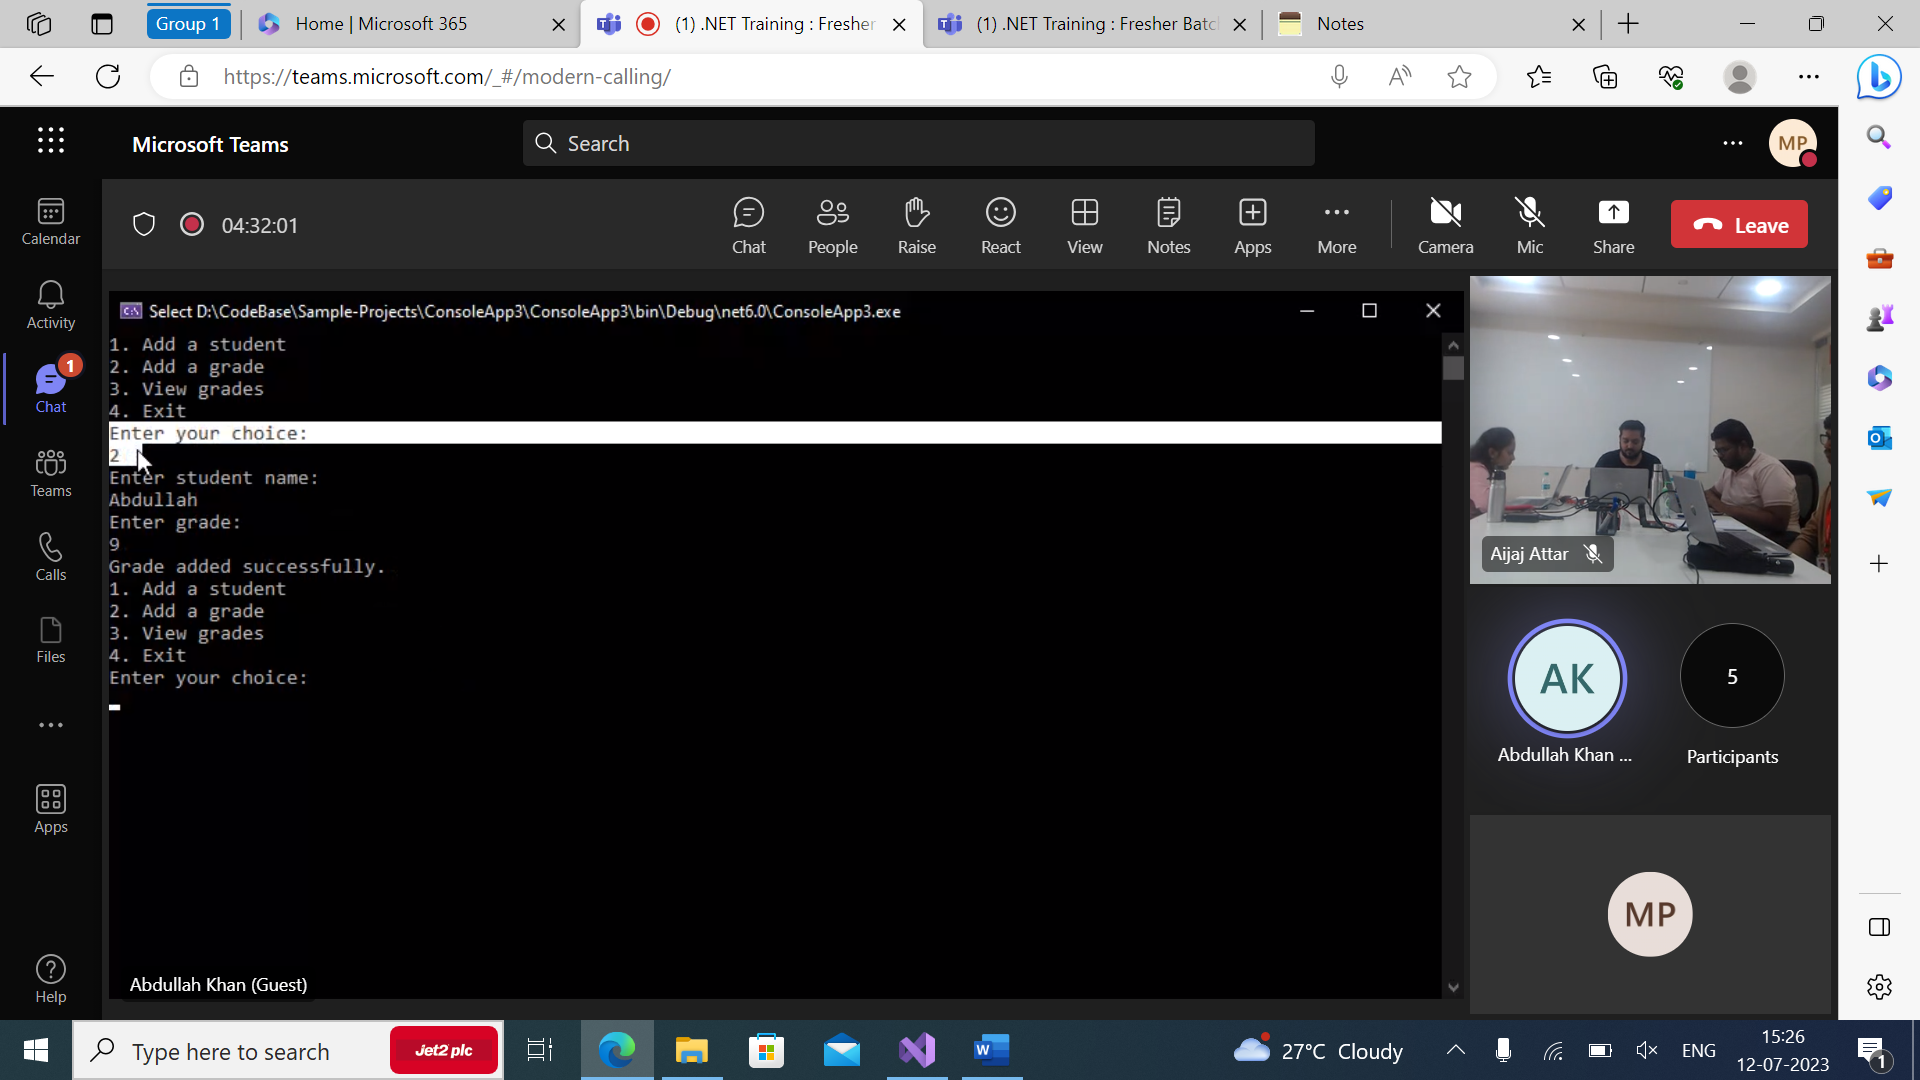 Group 1
Home | Microsoft 365
(1) .NET Training : Fresher
(1) .NET Training : Fresher Batc
Notes
https://teams.microsoft.com/_#/modern-calling/
Microsoft Teams
Search
MP
04:32:01
Chat
People
Raise
React
View
Notes
Apps
More
Camera
Mic
Share
Leave
Calendar
Activity
1
Chat
Teams
Calls
Files
Apps
Help
Select D:\CodeBase\Sample-Projects\ConsoleApp3\ConsoleApp3\bin\Debug\net6.0\ConsoleApp3.exe
1. Add a student
2. Add a grade
3. View grades
4. Exit
Enter your choice:
2
Enter student name:
Abdullah
Enter grade:
9
Grade added successfully.
1. Add a student
2. Add a grade
3. View grades
4. Exit
Enter your choice:
Abdullah Khan (Guest)
Aijaj Attar
AK
Abdullah Khan ...
5
Participants
MP
Type here to search
Jet2 plc
27°C Cloudy
ENG
15:26
12-07-2023
1